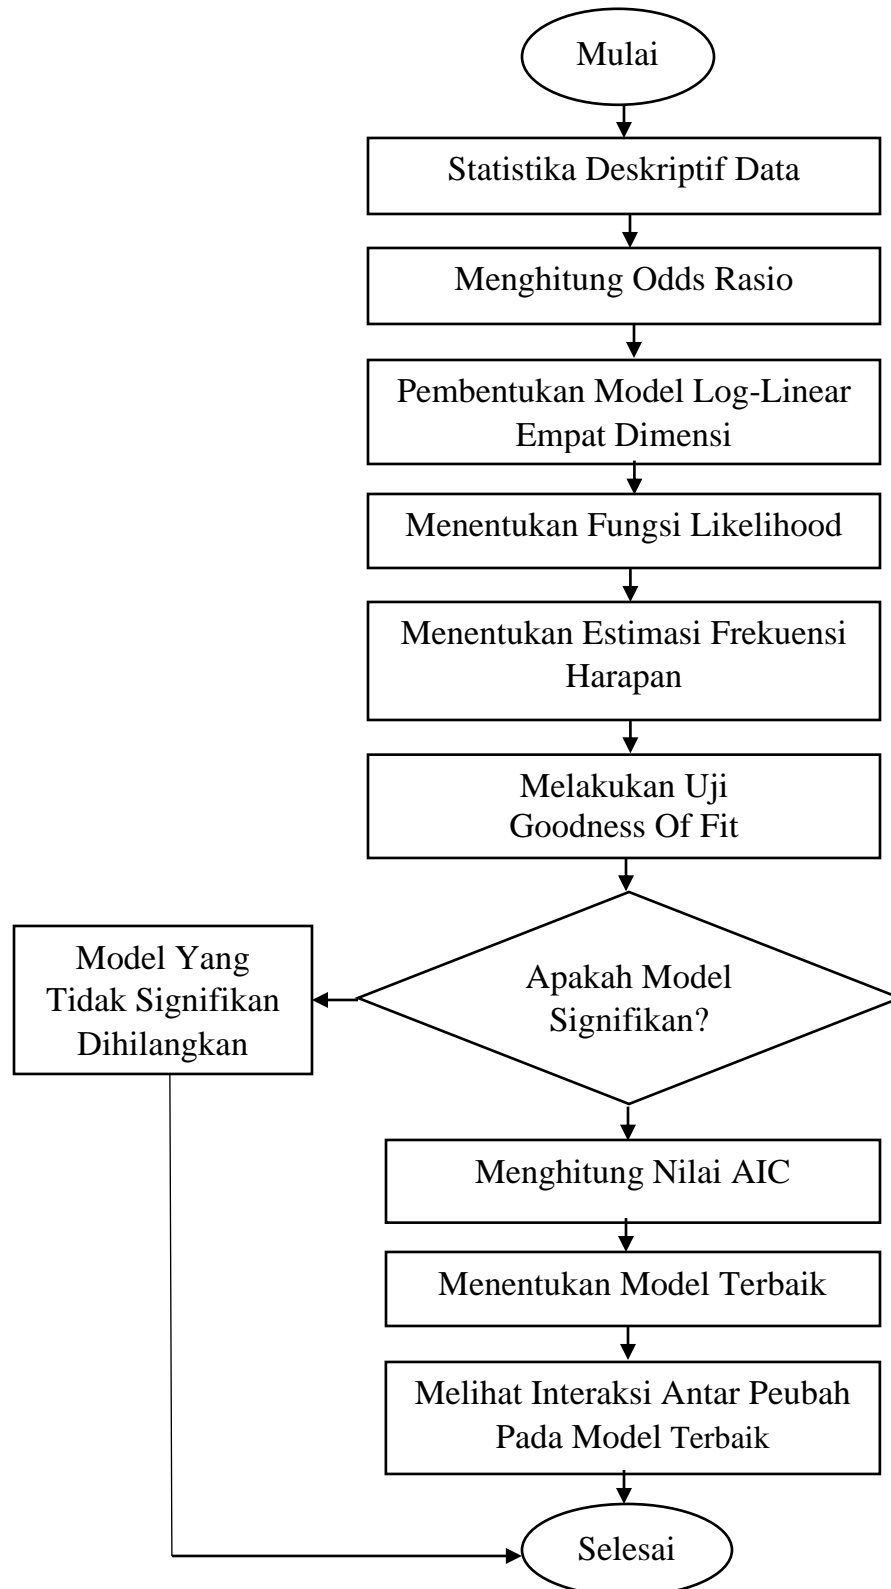 Mulai
Statistika Deskriptif Data
Menghitung Odds Rasio
Pembentukan Model Log-Linear
Empat Dimensi
Menentukan Fungsi Likelihood
Menentukan Estimasi Frekuensi
Harapan
Melakukan Uji
Goodness Of Fit
Apakah Model
Signifikan?
Model Yang
Tidak Signifikan
Dihilangkan
Menghitung Nilai AIC
Menentukan Model Terbaik
Melihat Interaksi Antar Peubah
Pada Model Terbaik
Selesai